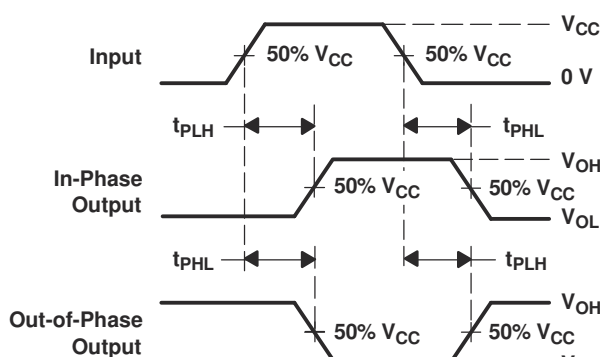 VCC
Input
50% VCC
50% VCC
0 V
tPLH
tPHL
VOH
In-Phase
Output
50% VCC
50% VCC
VOL
tPHL
tPLH
VOH
Out-of-Phase
Output
50% VCC
50% VCC